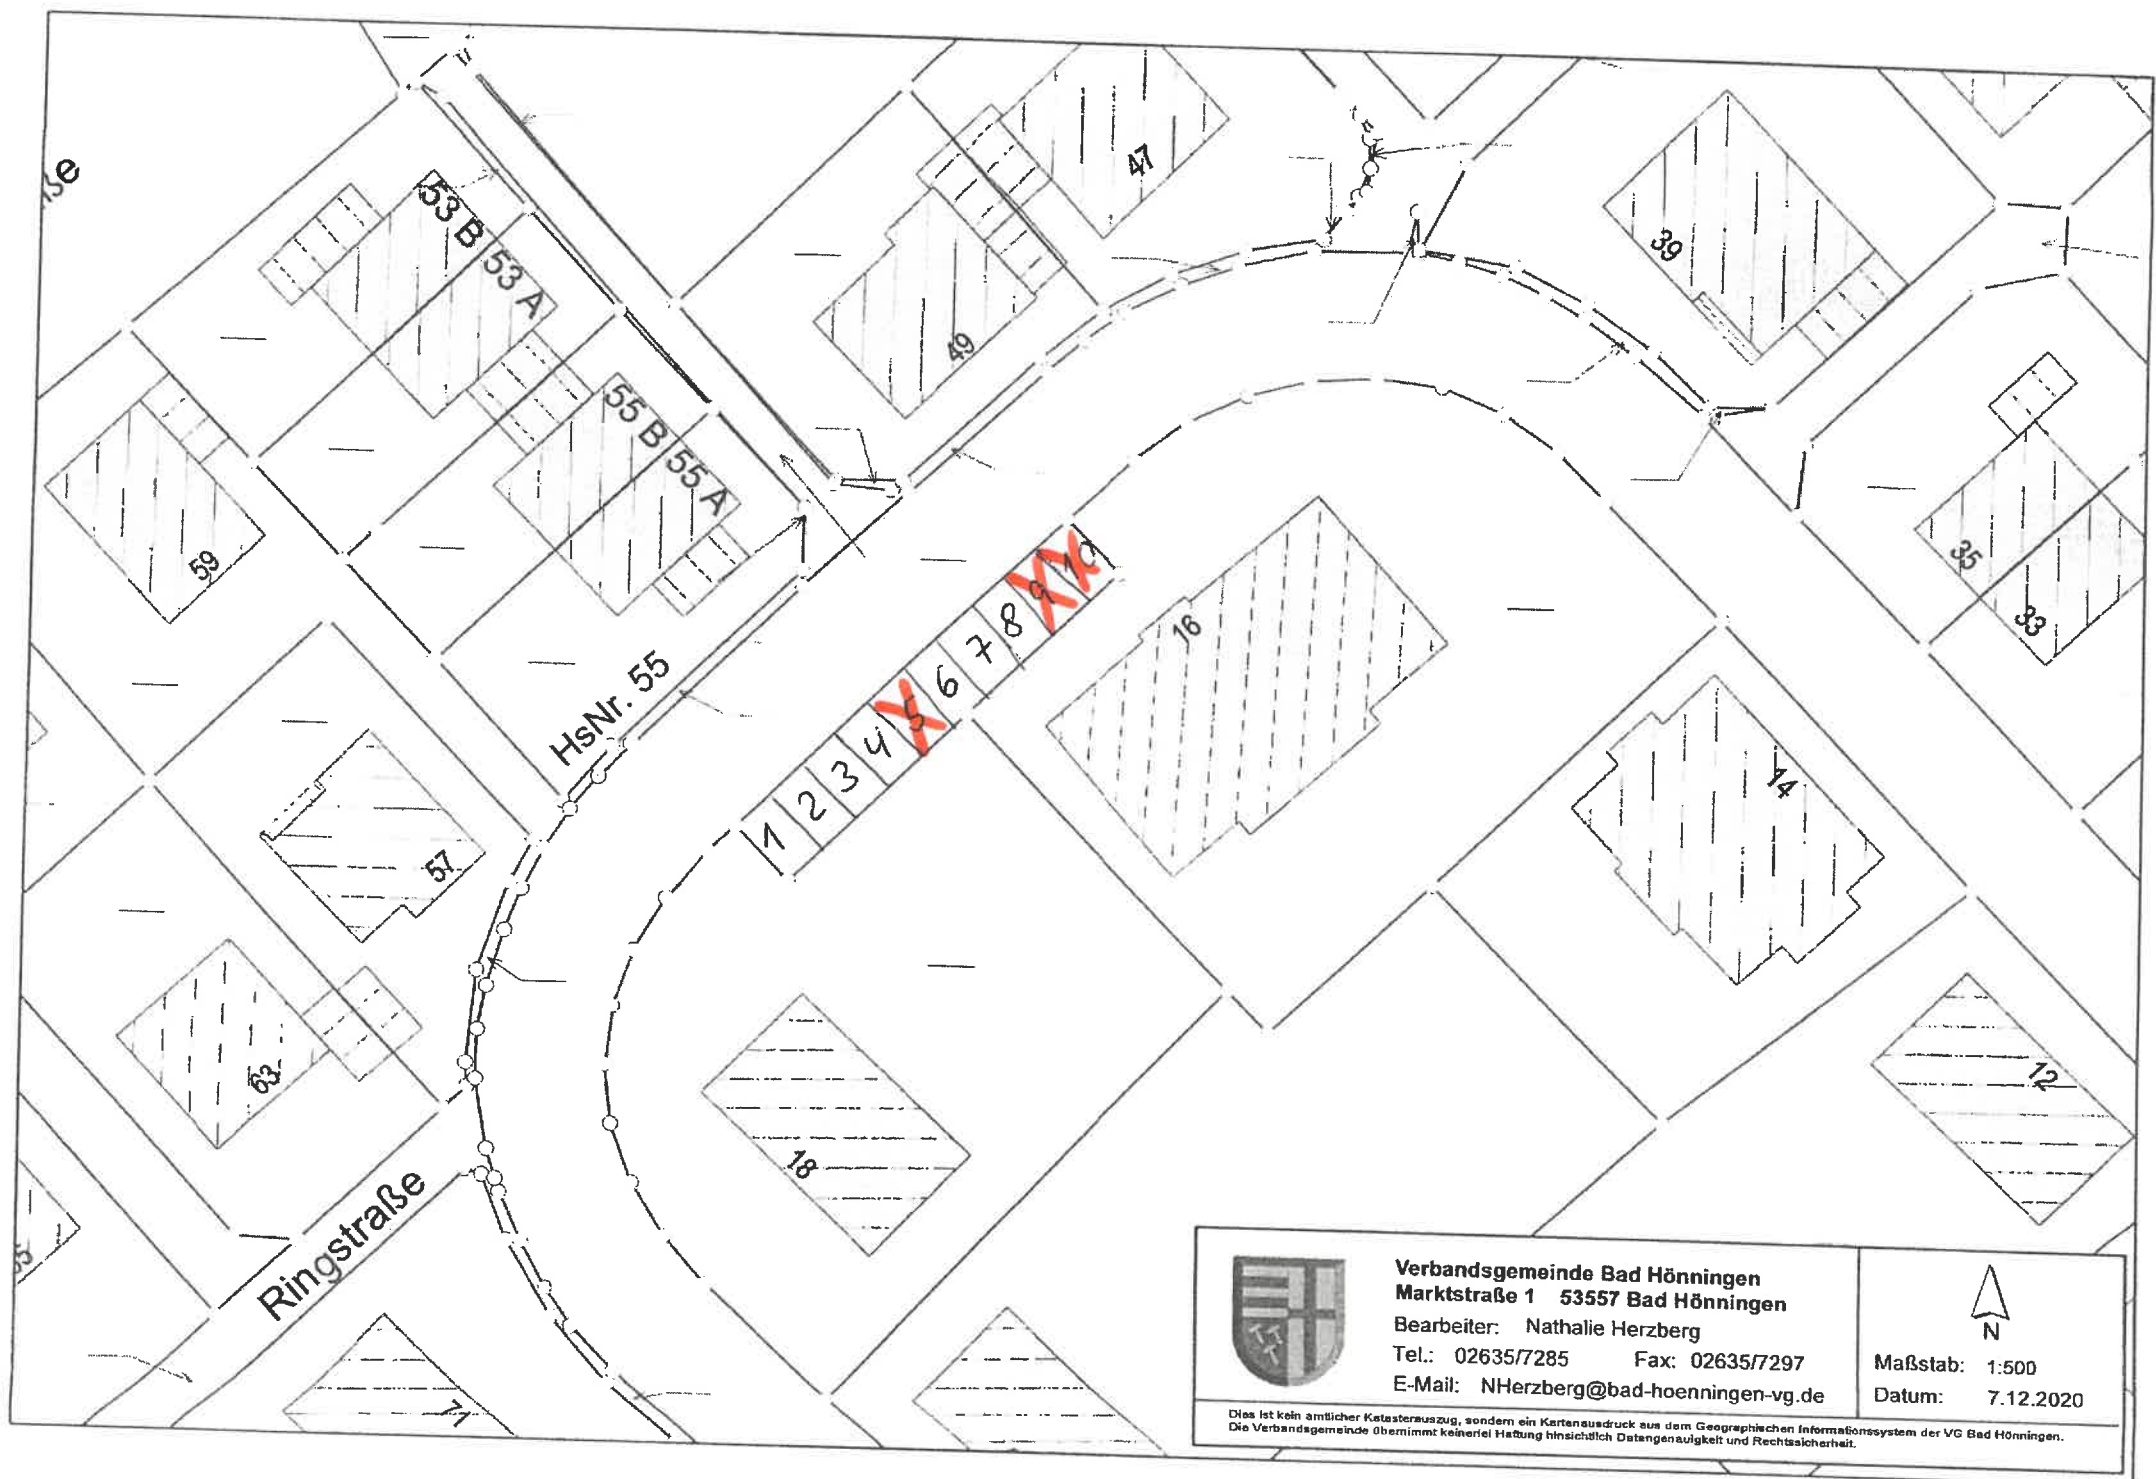 47
39
53 B
53 A
49
55 B
55 A
59
35
33
HsNr. 55
1
2
3
4
5
6
7
8
9
10
16
14
57
63
18
12
Ringstraße
71
Verbandsgemeinde Bad Hönningen
Marktstraße 1 53557 Bad Hönningen
Bearbeiter: Nathalie Herzberg
Tel.: 02635/7285 Fax: 02635/7297
E-Mail: NHerzberg@bad-hoenningen-vg.de
N
Maßstab: 1:500
Datum: 7.12.2020
Dies ist kein amtlicher Katasterauszug, sondern ein Kartenausdruck aus dem Geographischen Informationssystem der VG Bad Hönningen.
Die Verbandsgemeinde übernimmt keinerlei Haftung hinsichtlich Datengenauigkeit und Rechtssicherheit.